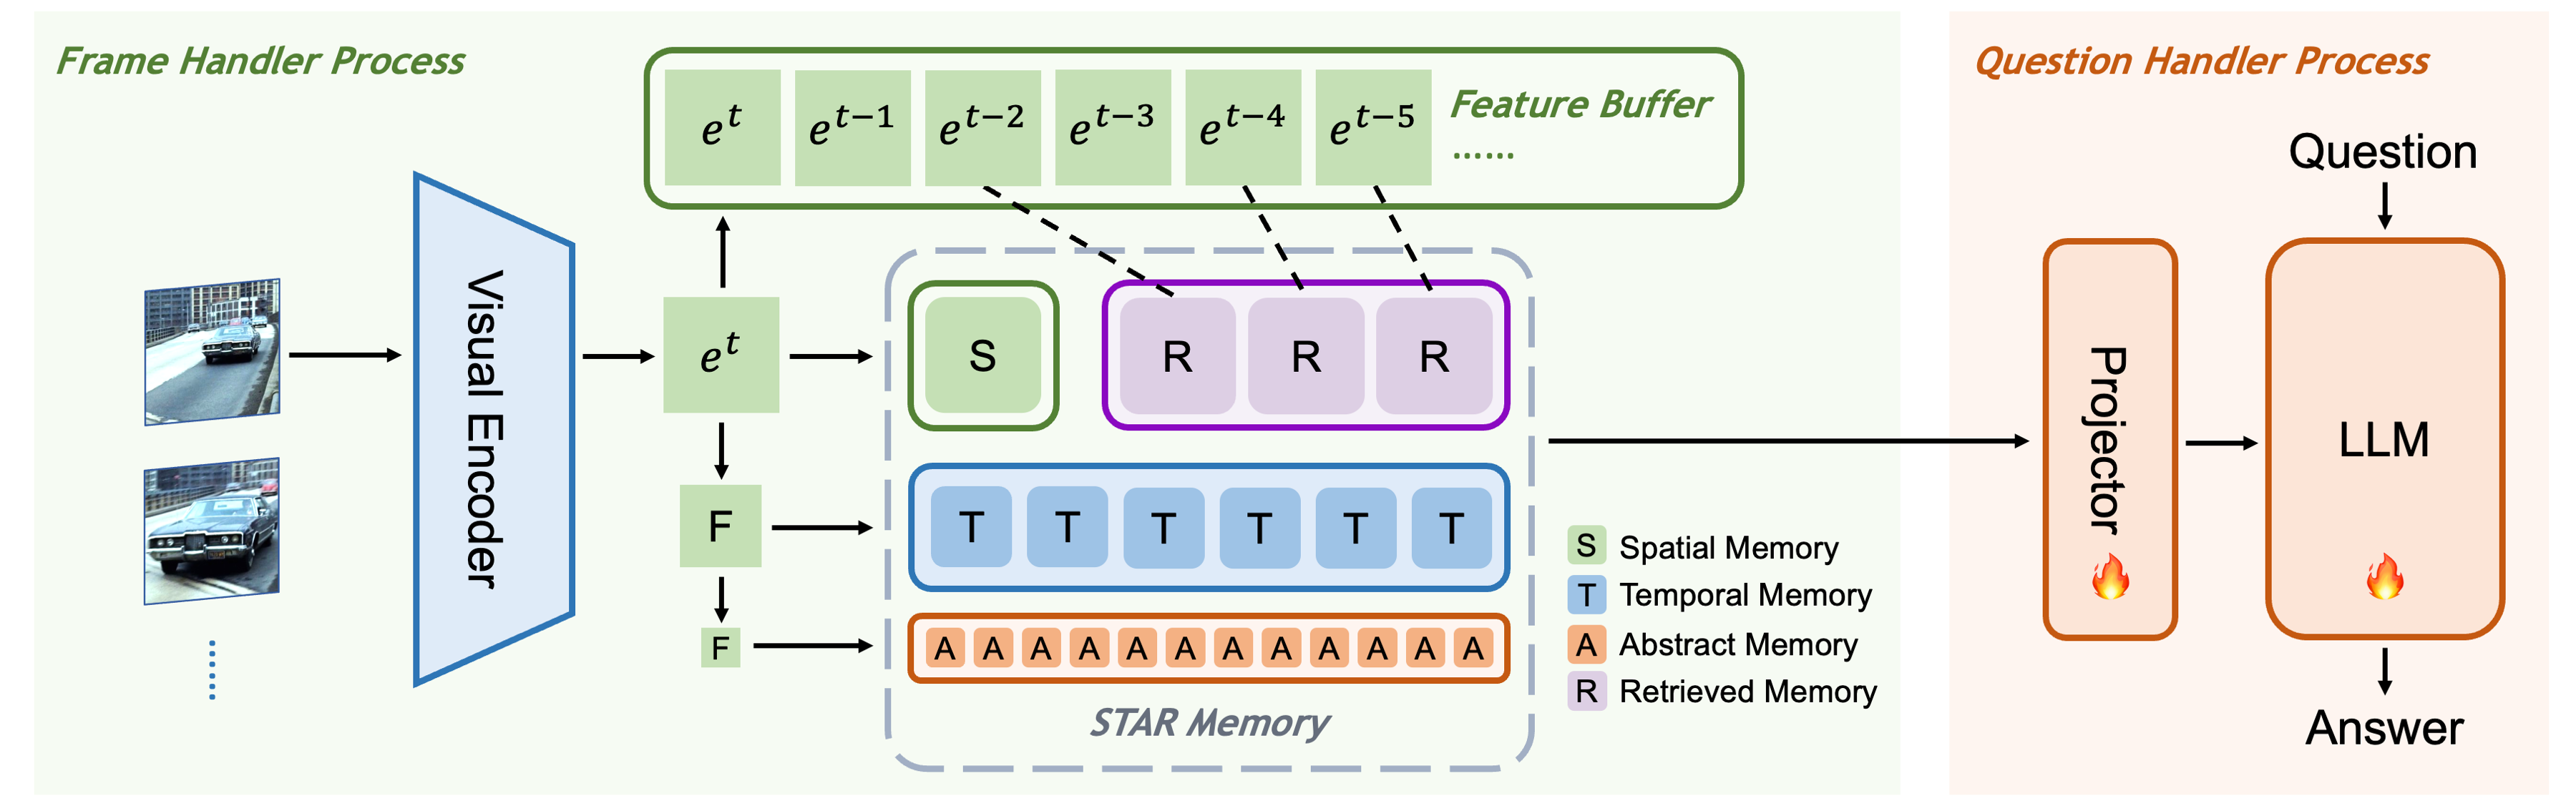 Frame Handler Process
Question Handler Process
e^t e^{t−1} e^{t−2} e^{t−3} e^{t−4} e^{t−5} Feature Buffer
......
Visual Encoder
e^t
S R R R
F
T T T T T T
F
A A A A A A A A A A A A
STAR Memory
S Spatial Memory
T Temporal Memory
A Abstract Memory
R Retrieved Memory
Question
Projector
LLM
Answer